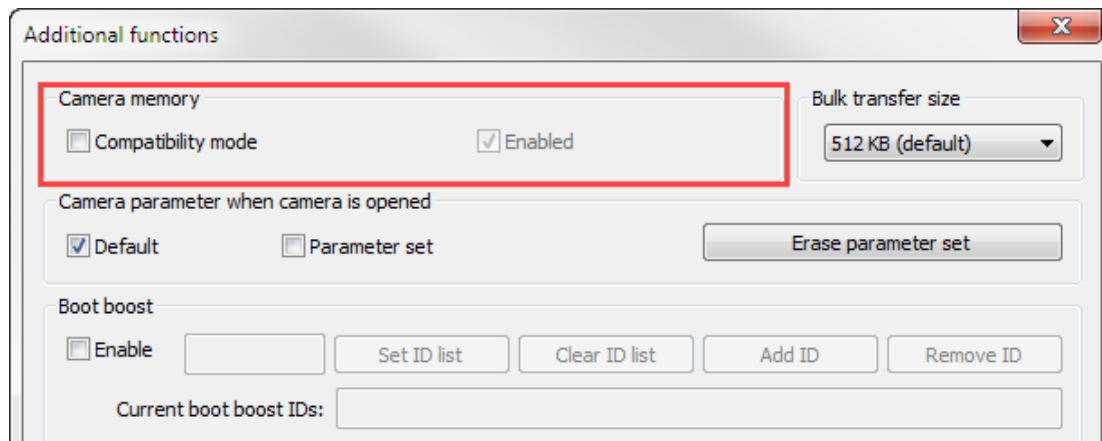 Additional functions
Camera memory
Bulk transfer size
Compatibility mode
Enabled
512 KB (default)
Camera parameter when camera is opened
Default
Parameter set
Erase parameter set
Boot boost
Enable
Set ID list
Clear ID list
Add ID
Remove ID
Current boot boost IDs: